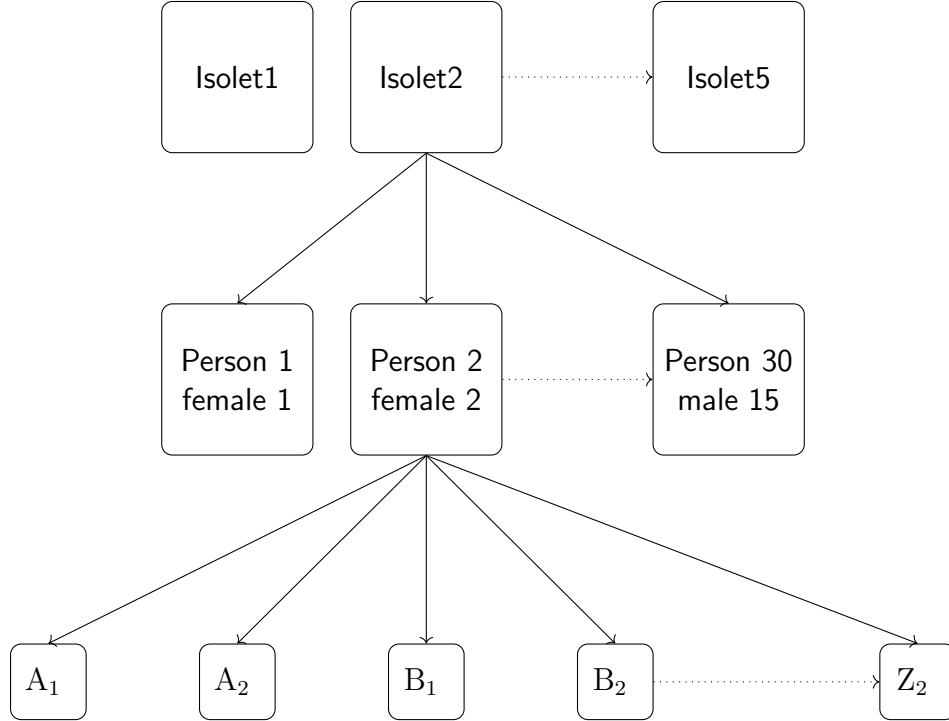 Isolet1
Isolet2
Isolet5
Person 1
female 1
Person 2
female 2
Person 30
male 15
A₁
A₂
B₁
B₂
Z₂